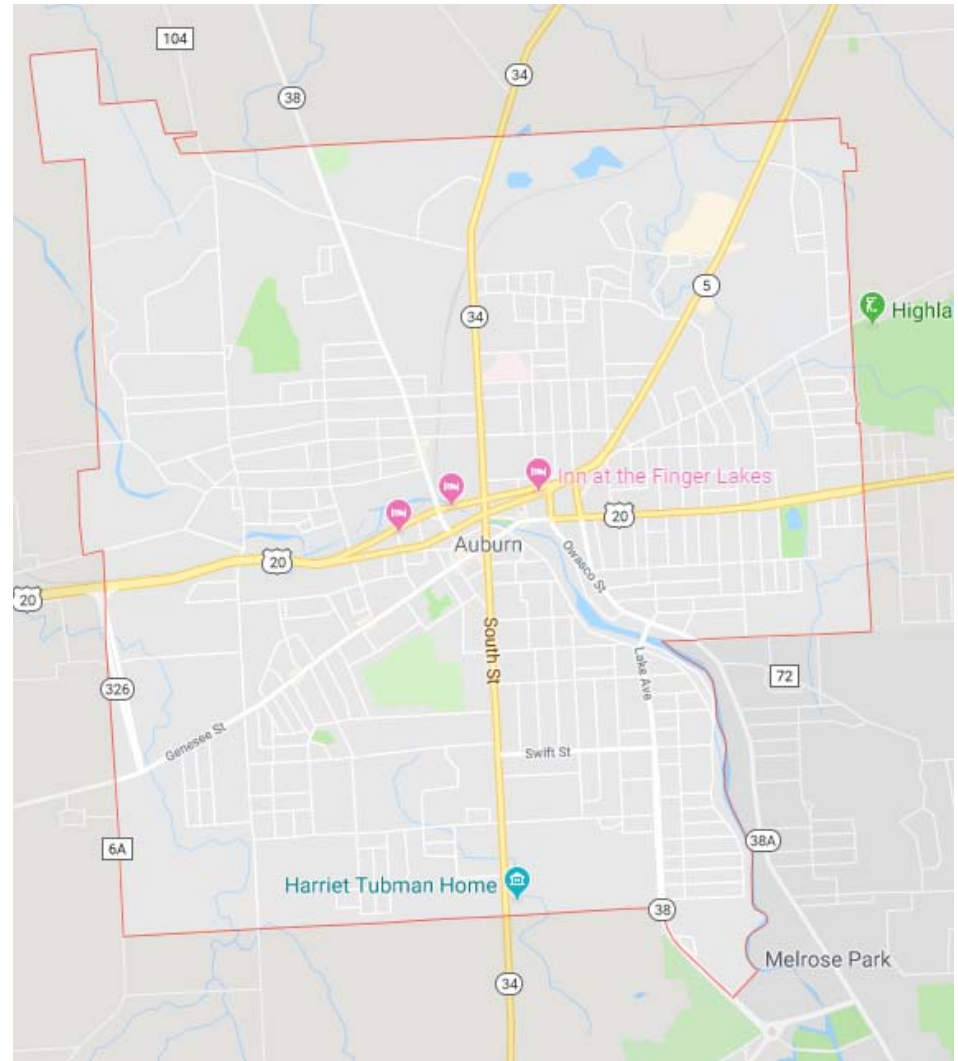 104
34
38
5
34
Highla
Inn at the Finger Lakes
20
Auburn
20
Owasco St
20
South St
Lake Ave
72
326
Genesee St
Swift St
38A
6A
Harriet Tubman Home
38
Melrose Park
34